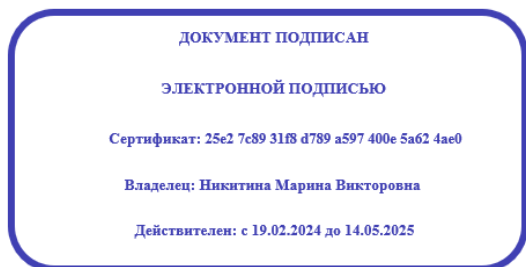 ДОКУМЕНТ ПОДПИСАН
ЭЛЕКТРОННОЙ ПОДПИСЬЮ
Сертификат: 25e2 7c89 31f8 d789 a597 400e 5a62 4ae0
Владелец: Никитина Марина Викторовна
Действителен: с 19.02.2024 до 14.05.2025